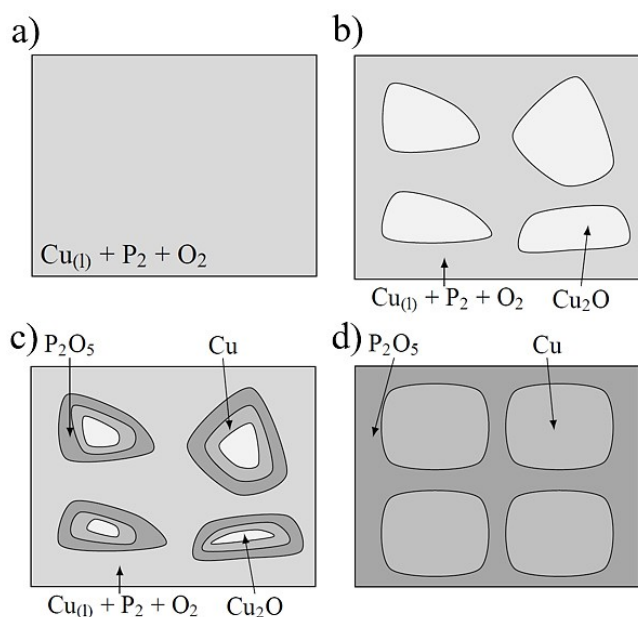 a)
Cu(l) + P₂ + O₂
b)
Cu(l) + P₂ + O₂
Cu₂O
c)
P₂O₅
Cu
Cu(l) + P₂ + O₂
Cu₂O
d)
P₂O₅
Cu